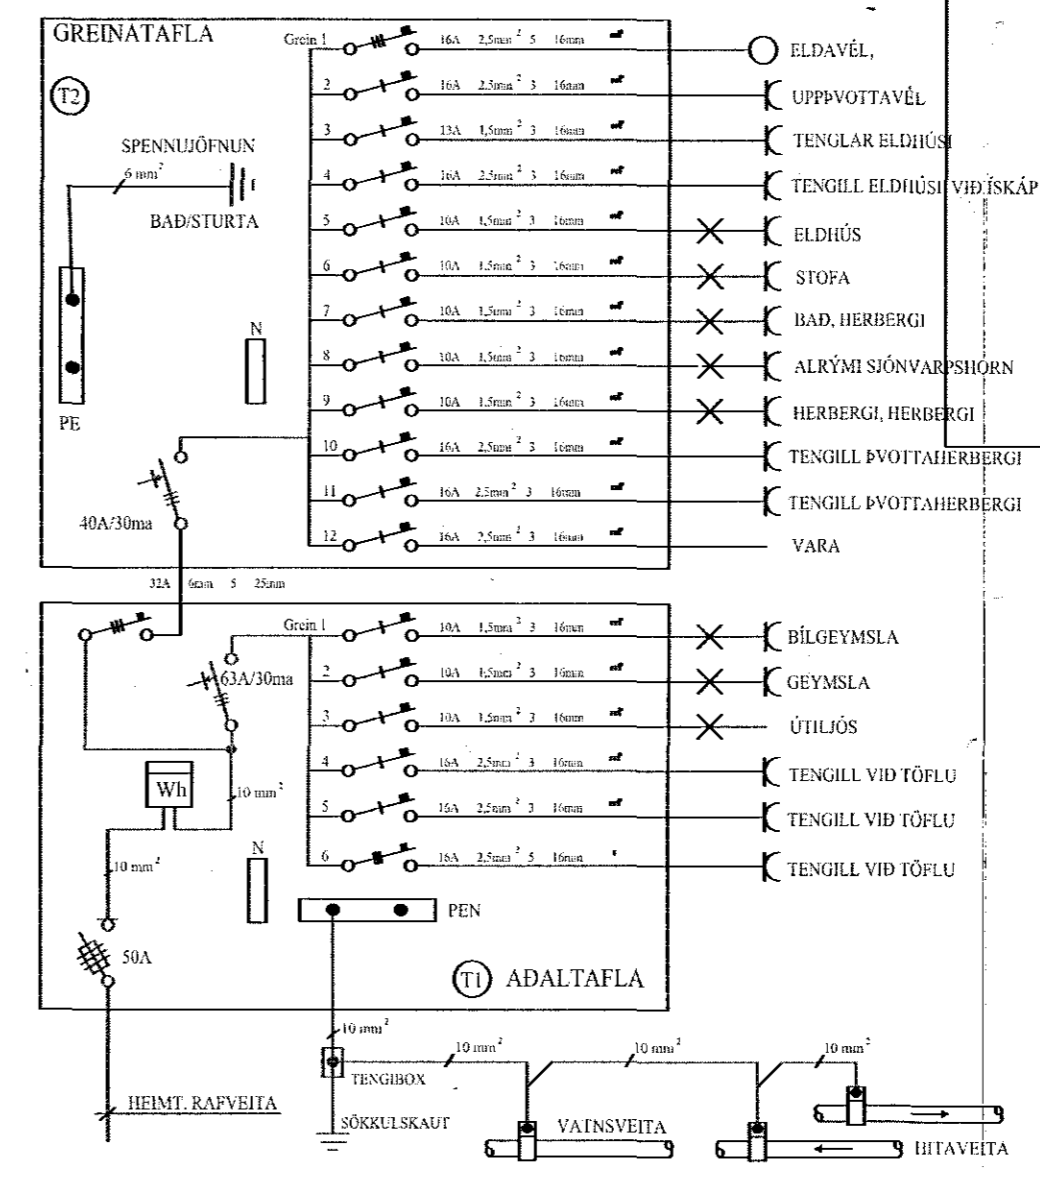 GREINATAFLA
T2
Grein 1 16A 2,5mm² 5 16mm ELDAVÉL,
2 16A 2,5mm² 3 16mm UPPÞVOTTAVÉL
3 13A 1,5mm² 3 16mm TENGLAR ELDHÚSI
4 16A 2,5mm² 3 16mm TENGILL ELDHÚSI VIÐ ÍSKÁP
5 10A 1,5mm² 3 16mm ELDHÚS
6 10A 1,5mm² 3 16mm STOFA
7 10A 1,5mm² 3 16mm BAÐ, HERBERGI
8 10A 1,5mm² 3 16mm ALRÝMI SJÓNVARPSHORN
9 10A 1,5mm² 3 16mm HERBERGI, HERBERGI
10 16A 2,5mm² 3 16mm TENGILL ÞVOTTAHERBERGI
11 16A 2,5mm² 3 16mm TENGILL ÞVOTTAHERBERGI
12 16A 2,5mm² 3 16mm VARA
SPENNUJÖFNUN
6 mm²
BAÐ/STURTA
N
PE
40A/30ma
32A 6mm 5 25mm
Grein 1 10A 1,5mm² 3 16mm BÍLGEYMSLA
2 10A 1,5mm² 3 16mm GEYMSLA
3 10A 1,5mm² 3 16mm ÚTILJÓS
4 16A 2,5mm² 3 16mm TENGILL VIÐ TÖFLU
5 16A 2,5mm² 3 16mm TENGILL VIÐ TÖFLU
6 16A 2,5mm² 5 16mm TENGILL VIÐ TÖFLU
63A/30ma
Wh
10 mm²
10 mm²
N
PEN
50A
T1 AÐALTAFLA
10 mm²
10 mm² 10 mm² 10 mm²
TENGIBOX
HEIMT. RAFVEITA
SÖKKULSKAUT
VATNSVEITA
HITAVEITA